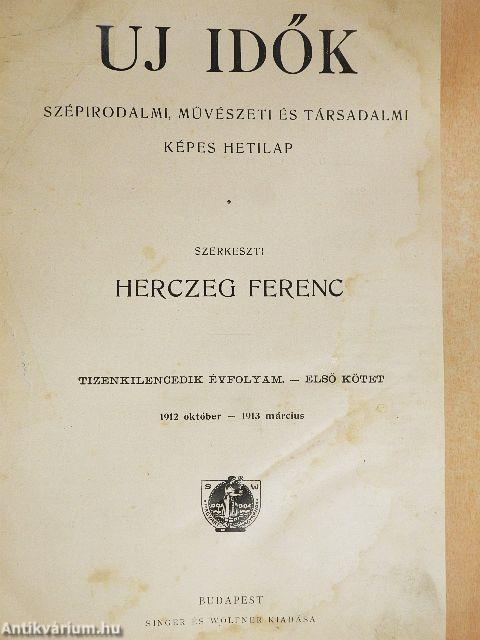 UJ IDŐK
SZÉPIRODALMI, MŰVÉSZETI ÉS TÁRSADALMI
KÉPES HETILAP
SZERKESZTI
HERCZEG FERENC
TIZENKILENCEDIK ÉVFOLYAM. — ELSŐ KÖTET
1912 október — 1913 március
S W
BUDAPEST
SINGER ÉS WOLFNER KIADÁSA
Antikvárium.hu